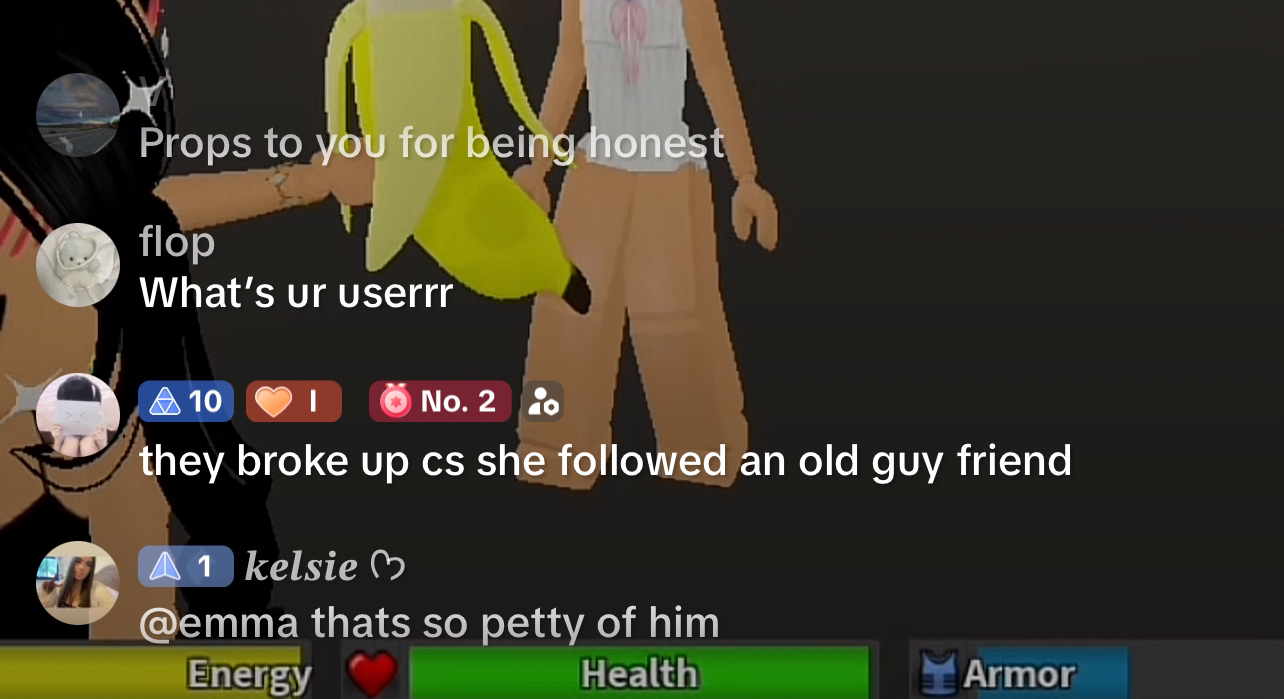 Props to you for being honest
flop
What's ur userrr
10 I No. 2
they broke up cs she followed an old guy friend
1 kelsie ღ
@emma thats so petty of him
Energy Health Armor